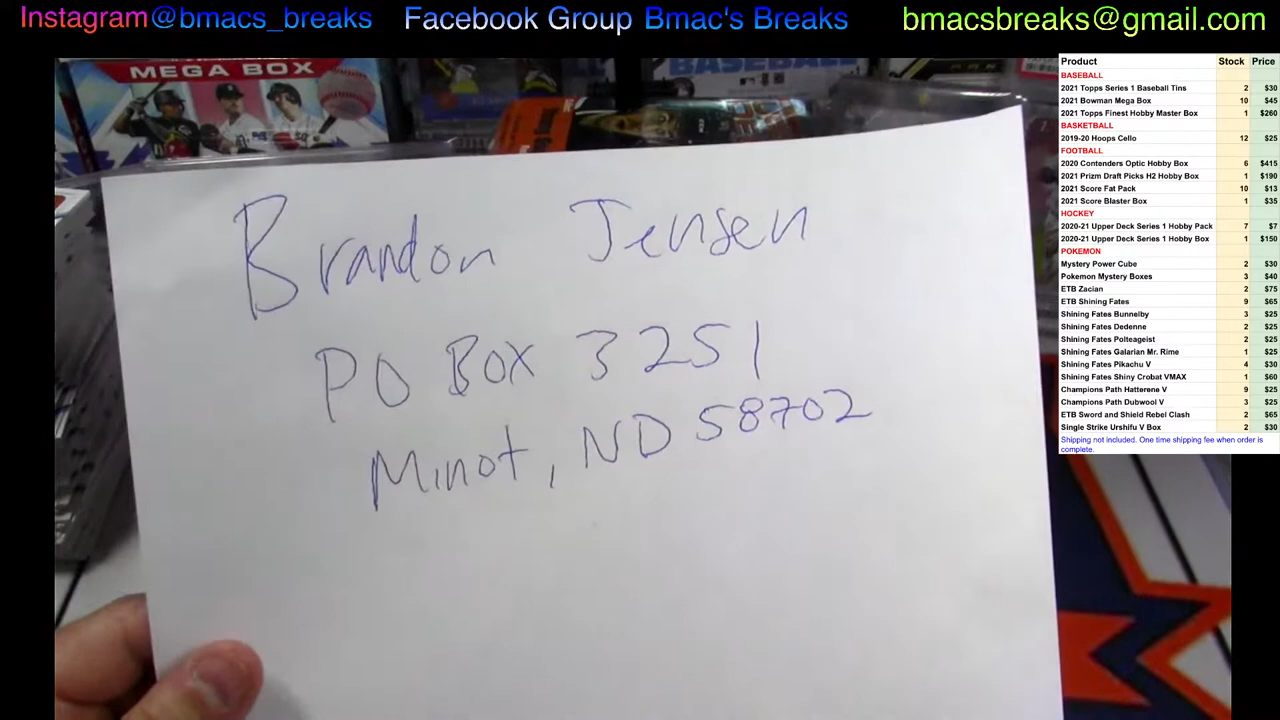 Instagram@bmacs_breaks Facebook Group Bmac's Breaks bmacsbreaks@gmail.com
MEGA BOX
BASEBALL
Brandon Jensen
PO Box 3251
Minot, ND 58702
Product Stock Price
BASEBALL
2021 Topps Series 1 Baseball Tins 2 $30
2021 Bowman Mega Box 10 $45
2021 Topps Finest Hobby Master Box 1 $260
BASKETBALL
2019-20 Hoops Cello 12 $25
FOOTBALL
2020 Contenders Optic Hobby Box 6 $415
2021 Prizm Draft Picks H2 Hobby Box 1 $190
2021 Score Fat Pack 10 $13
2021 Score Blaster Box 1 $35
HOCKEY
2020-21 Upper Deck Series 1 Hobby Pack 7 $7
2020-21 Upper Deck Series 1 Hobby Box 1 $150
POKEMON
Mystery Power Cube 2 $30
Pokemon Mystery Boxes 3 $40
ETB Zacian 2 $75
ETB Shining Fates 9 $65
Shining Fates Bunnelby 3 $25
Shining Fates Dedenne 2 $25
Shining Fates Polteageist 2 $25
Shining Fates Galarian Mr. Rime 1 $25
Shining Fates Pikachu V 4 $30
Shining Fates Shiny Crobat VMAX 1 $60
Champions Path Hatterene V 9 $25
Champions Path Dubwool V 3 $25
ETB Sword and Shield Rebel Clash 2 $65
Single Strike Urshifu V Box 2 $30
Shipping not included. One time shipping fee when order is
complete.